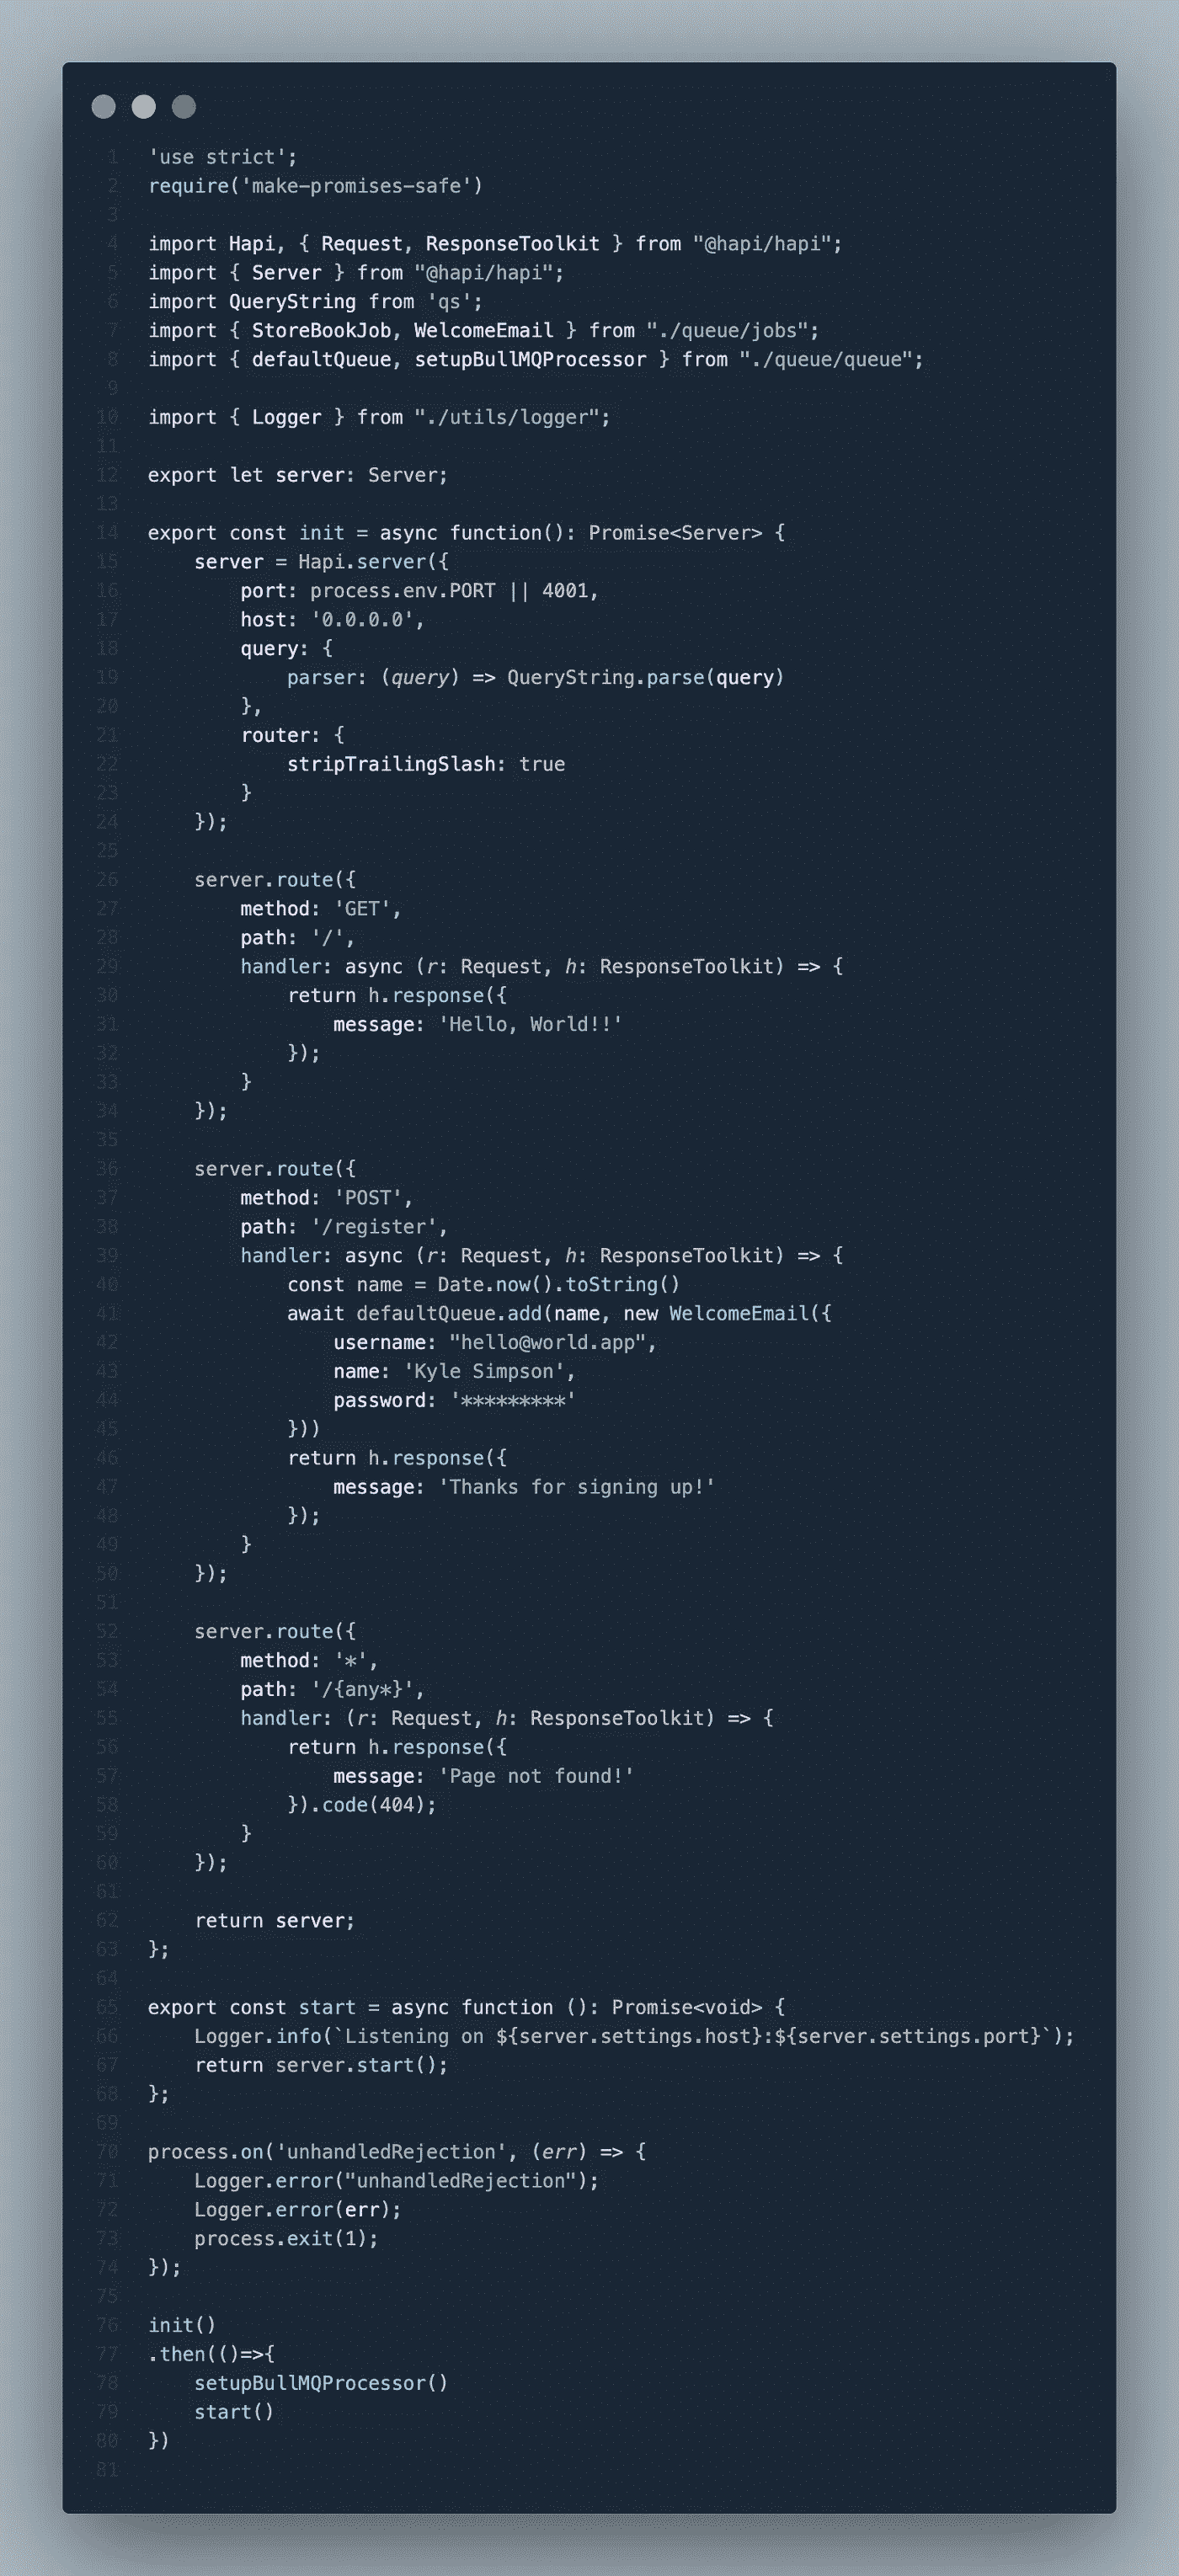 1 'use strict';
2 require('make-promises-safe')
3
4 import Hapi, { Request, ResponseToolkit } from "@hapi/hapi";
5 import { Server } from "@hapi/hapi";
6 import QueryString from 'qs';
7 import { StoreBookJob, WelcomeEmail } from "./queue/jobs";
8 import { defaultQueue, setupBullMQProcessor } from "./queue/queue";
9
10 import { Logger } from "./utils/logger";
11
12 export let server: Server;
13
14 export const init = async function(): Promise<Server> {
15     server = Hapi.server({
16         port: process.env.PORT || 4001,
17         host: '0.0.0.0',
18         query: {
19             parser: (query) => QueryString.parse(query)
20         },
21         router: {
22             stripTrailingSlash: true
23         }
24     });
25
26     server.route({
27         method: 'GET',
28         path: '/',
29         handler: async (r: Request, h: ResponseToolkit) => {
30             return h.response({
31                 message: 'Hello, World!!'
32             });
33         }
34     });
35
36     server.route({
37         method: 'POST',
38         path: '/register',
39         handler: async (r: Request, h: ResponseToolkit) => {
40             const name = Date.now().toString()
41             await defaultQueue.add(name, new WelcomeEmail({
42                 username: "hello@world.app",
43                 name: 'Kyle Simpson',
44                 password: '*********'
45             }))
46             return h.response({
47                 message: 'Thanks for signing up!'
48             });
49         }
50     });
51
52     server.route({
53         method: '*',
54         path: '/{any*}',
55         handler: (r: Request, h: ResponseToolkit) => {
56             return h.response({
57                 message: 'Page not found!'
58             }).code(404);
59         }
60     });
61
62     return server;
63 };
64
65 export const start = async function (): Promise<void> {
66     Logger.info(`Listening on ${server.settings.host}:${server.settings.port}`);
67     return server.start();
68 };
69
70 process.on('unhandledRejection', (err) => {
71     Logger.error("unhandledRejection");
72     Logger.error(err);
73     process.exit(1);
74 });
75
76 init()
77 .then(()=>{
78     setupBullMQProcessor()
79     start()
80 })
81